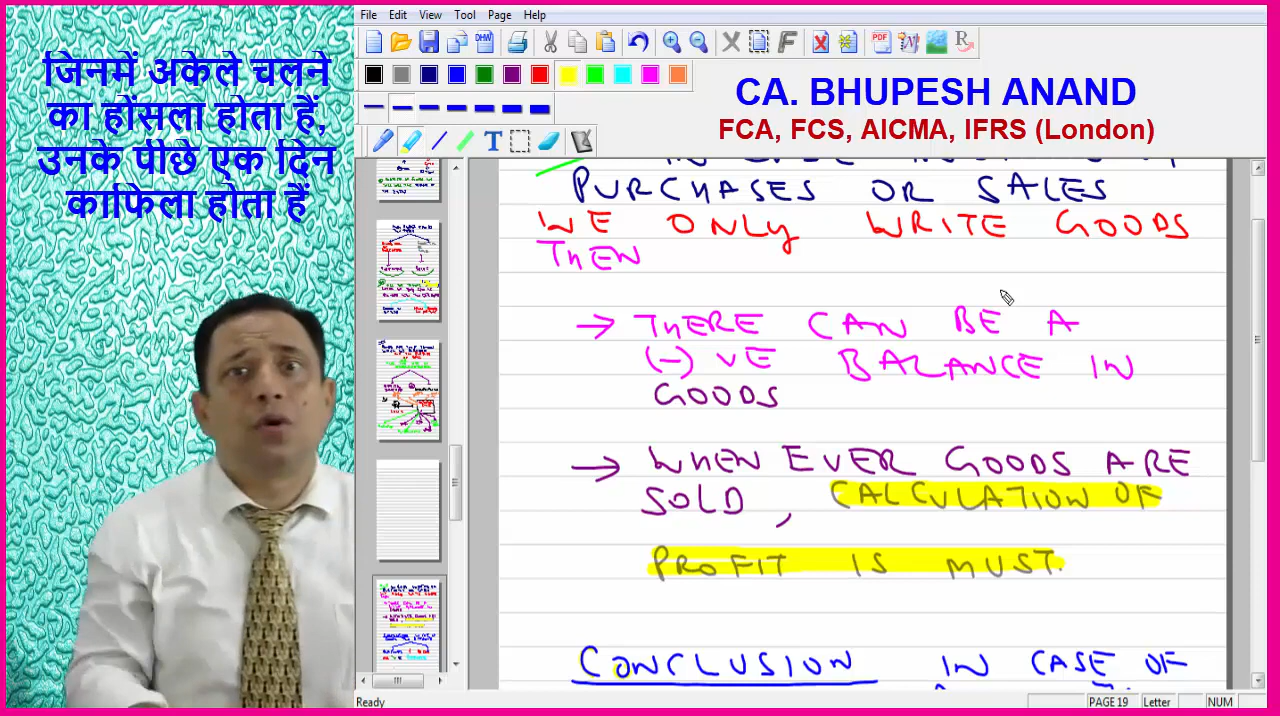 जिनमें अकेले चलने
का होंसला होता हैं,
उनके पीछे एक दिन
काफिला होता हैं
File Edit View Tool Page Help
CA. BHUPESH ANAND
FCA, FCS, AICMA, IFRS (London)
PURCHASES OR SALES
WE ONLY WRITE GOODS
THEN
→ THERE CAN BE A
(-) VE BALANCE IN
GOODS
→ WHEN EVER GOODS ARE
SOLD, CALCULATION OF
PROFIT IS MUST.
CONCLUSION IN CASE OF
Ready PAGE 19 Letter NUM